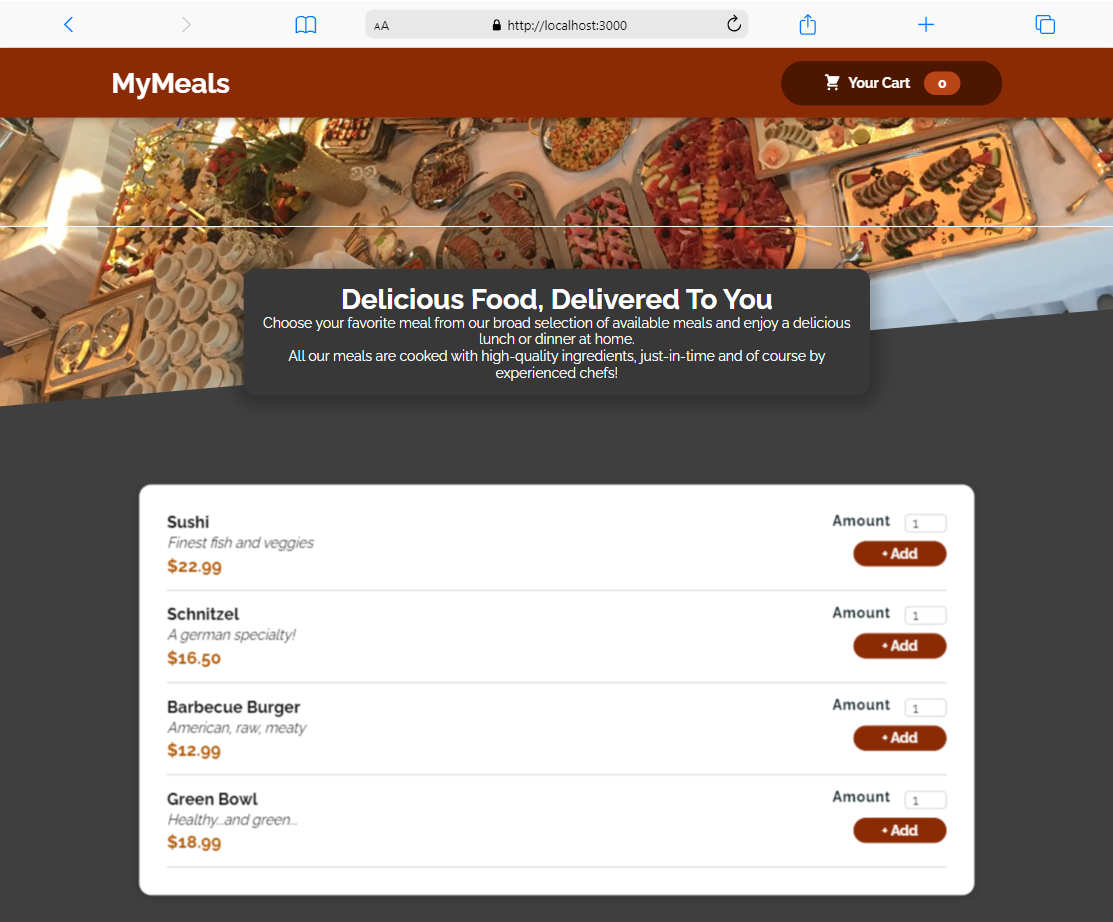 AA
http://localhost:3000
MyMeals
Your Cart 0
Delicious Food, Delivered To You
Choose your favorite meal from our broad selection of available meals and enjoy a delicious
lunch or dinner at home.
All our meals are cooked with high-quality ingredients, just-in-time and of course by
experienced chefs!
Sushi
Finest fish and veggies
$22.99
Amount 1
+ Add
Schnitzel
A german specialty!
$16.50
Amount 1
+ Add
Barbecue Burger
American, raw, meaty
$12.99
Amount 1
+ Add
Green Bowl
Healthy...and green...
$18.99
Amount 1
+ Add